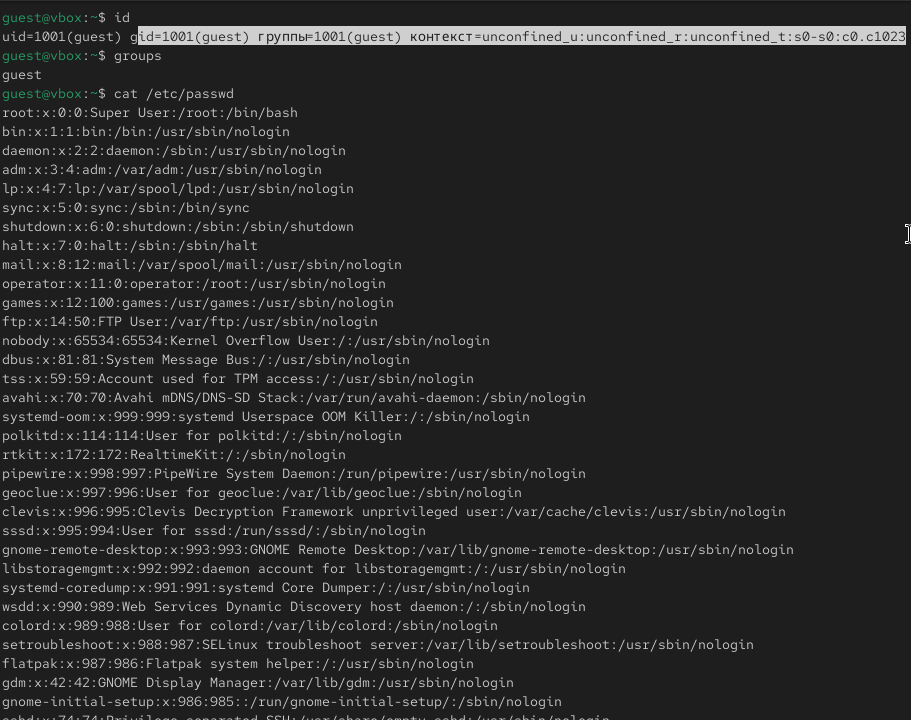 guest@vbox:~$ id
uid=1001(guest) gid=1001(guest) группы=1001(guest) контекст=unconfined_u:unconfined_r:unconfined_t:s0-s0:c0.c1023
guest@vbox:~$ groups
guest
guest@vbox:~$ cat /etc/passwd
root:x:0:0:Super User:/root:/bin/bash
bin:x:1:1:bin:/bin:/usr/sbin/nologin
daemon:x:2:2:daemon:/sbin:/usr/sbin/nologin
adm:x:3:4:adm:/var/adm:/usr/sbin/nologin
lp:x:4:7:lp:/var/spool/lpd:/usr/sbin/nologin
sync:x:5:0:sync:/sbin:/bin/sync
shutdown:x:6:0:shutdown:/sbin:/sbin/shutdown
halt:x:7:0:halt:/sbin:/sbin/halt
mail:x:8:12:mail:/var/spool/mail:/usr/sbin/nologin
operator:x:11:0:operator:/root:/usr/sbin/nologin
games:x:12:100:games:/usr/games:/usr/sbin/nologin
ftp:x:14:50:FTP User:/var/ftp:/usr/sbin/nologin
nobody:x:65534:65534:Kernel Overflow User:/:/usr/sbin/nologin
dbus:x:81:81:System Message Bus:/:/usr/sbin/nologin
tss:x:59:59:Account used for TPM access:/:/usr/sbin/nologin
avahi:x:70:70:Avahi mDNS/DNS-SD Stack:/var/run/avahi-daemon:/sbin/nologin
systemd-oom:x:999:999:systemd Userspace OOM Killer:/:/sbin/nologin
polkitd:x:114:114:User for polkitd:/:/sbin/nologin
rtkit:x:172:172:RealtimeKit:/:/sbin/nologin
pipewire:x:998:997:PipeWire System Daemon:/run/pipewire:/usr/sbin/nologin
geoclue:x:997:996:User for geoclue:/var/lib/geoclue:/sbin/nologin
clevis:x:996:995:Clevis Decryption Framework unprivileged user:/var/cache/clevis:/usr/sbin/nologin
sssd:x:995:994:User for sssd:/run/sssd/:/sbin/nologin
gnome-remote-desktop:x:993:993:GNOME Remote Desktop:/var/lib/gnome-remote-desktop:/usr/sbin/nologin
libstoragemgmt:x:992:992:daemon account for libstoragemgmt:/:/usr/sbin/nologin
systemd-coredump:x:991:991:systemd Core Dumper:/:/usr/sbin/nologin
wsdd:x:990:989:Web Services Dynamic Discovery host daemon:/:/sbin/nologin
colord:x:989:988:User for colord:/var/lib/colord:/sbin/nologin
setroubleshoot:x:988:987:SELinux troubleshoot server:/var/lib/setroubleshoot:/usr/sbin/nologin
flatpak:x:987:986:Flatpak system helper:/:/usr/sbin/nologin
gdm:x:42:42:GNOME Display Manager:/var/lib/gdm:/usr/sbin/nologin
gnome-initial-setup:x:986:985::/run/gnome-initial-setup/:/sbin/nologin
sshd:x:74:74:Privilege-separated SSH:/usr/share/empty.sshd:/usr/sbin/nologin